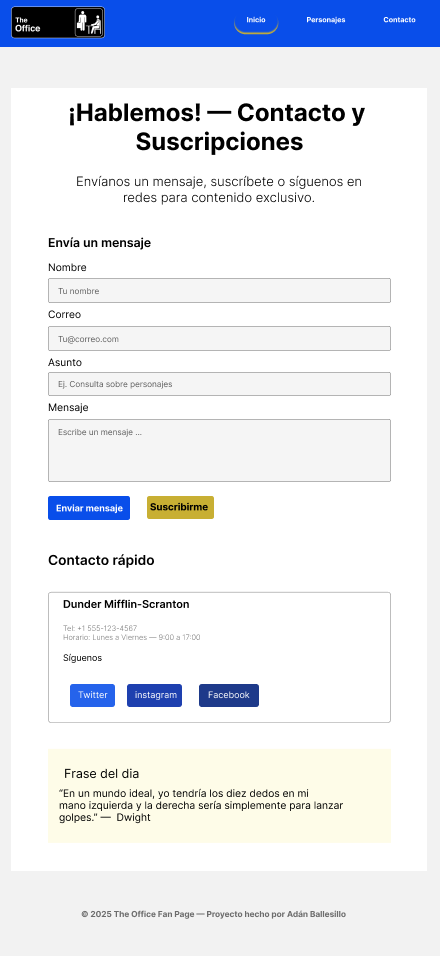 The
Office
Inicio
Personajes
Contacto
¡Hablemos! — Contacto y
Suscripciones
Envíanos un mensaje, suscríbete o síguenos en
redes para contenido exclusivo.
Envía un mensaje
Nombre
Tu nombre
Correo
Tu@correo.com
Asunto
Ej. Consulta sobre personajes
Mensaje
Escribe un mensaje ...
Enviar mensaje
Suscribirme
Contacto rápido
Dunder Mifflin-Scranton
Tel: +1 555-123-4567
Horario: Lunes a Viernes — 9:00 a 17:00
Síguenos
Twitter
instagram
Facebook
Frase del dia
“En un mundo ideal, yo tendría los diez dedos en mi
mano izquierda y la derecha sería simplemente para lanzar
golpes.” — Dwight
© 2025 The Office Fan Page — Proyecto hecho por Adán Ballesillo